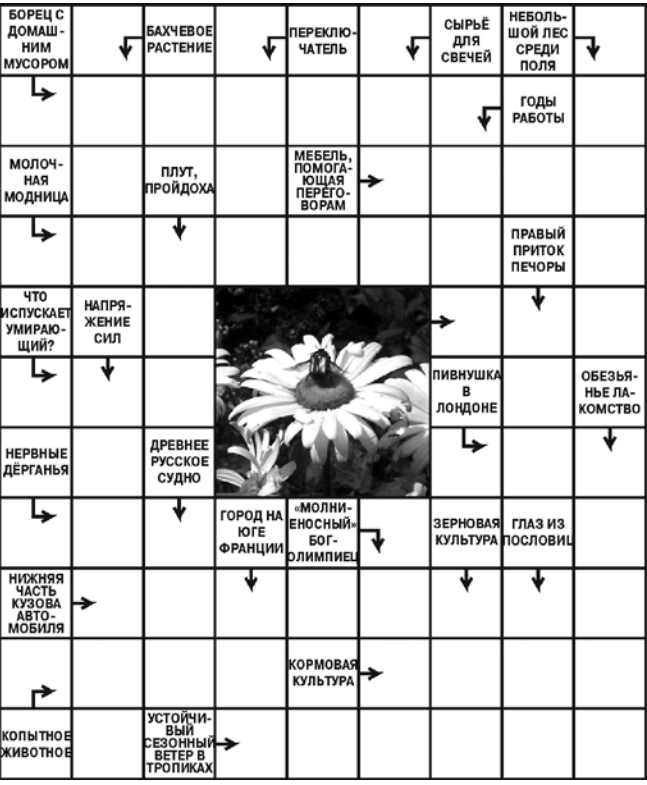 БОРЕЦ С
ДОМАШ-
НИМ
МУСОРОМ
БАХЧЕВОЕ
РАСТЕНИЕ
ПЕРЕКЛЮ-
ЧАТЕЛЬ
СЫРЬЁ
ДЛЯ
СВЕЧЕЙ
НЕБОЛЬ-
ШОЙ ЛЕС
СРЕДИ
ПОЛЯ
ГОДЫ
РАБОТЫ
МОЛОЧ-
НАЯ
МОДНИЦА
ПЛУТ,
ПРОЙДОХА
МЕБЕЛЬ,
ПОМОГА-
ЮЩАЯ
ПЕРЕГО-
ВОРАМ
ПРАВЫЙ
ПРИТОК
ПЕЧОРЫ
ЧТО
ИСПУСКАЕТ
УМИРАЮ-
ЩИЙ?
НАПРЯ-
ЖЕНИЕ
СИЛ
ПИВНУШКА
В
ЛОНДОНЕ
ОБЕЗЬЯ-
НЬЕ ЛА-
КОМСТВО
НЕРВНЫЕ
ДЁРГАНЬЯ
ДРЕВНЕЕ
РУССКОЕ
СУДНО
ГОРОД НА
ЮГЕ
ФРАНЦИИ
«МОЛНИ-
ЕНОСНЫЙ»
БОГ-
ОЛИМПИЕЦ
ЗЕРНОВАЯ
КУЛЬТУРА
ГЛАЗ ИЗ
ПОСЛОВИЦ
НИЖНЯЯ
ЧАСТЬ
КУЗОВА
АВТО-
МОБИЛЯ
КОРМОВАЯ
КУЛЬТУРА
КОПЫТНОЕ
ЖИВОТНОЕ
УСТОЙЧИ-
ВЫЙ
СЕЗОННЫЙ
ВЕТЕР В
ТРОПИКАХ